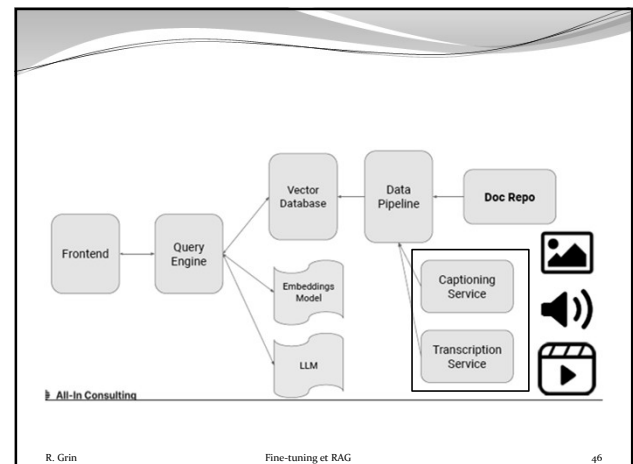 Frontend
Query
Engine
Vector
Database
Data
Pipeline
Doc Repo
Embeddings
Model
LLM
Captioning
Service
Transcription
Service
All-In Consulting
R. Grin
Fine-tuning et RAG
46